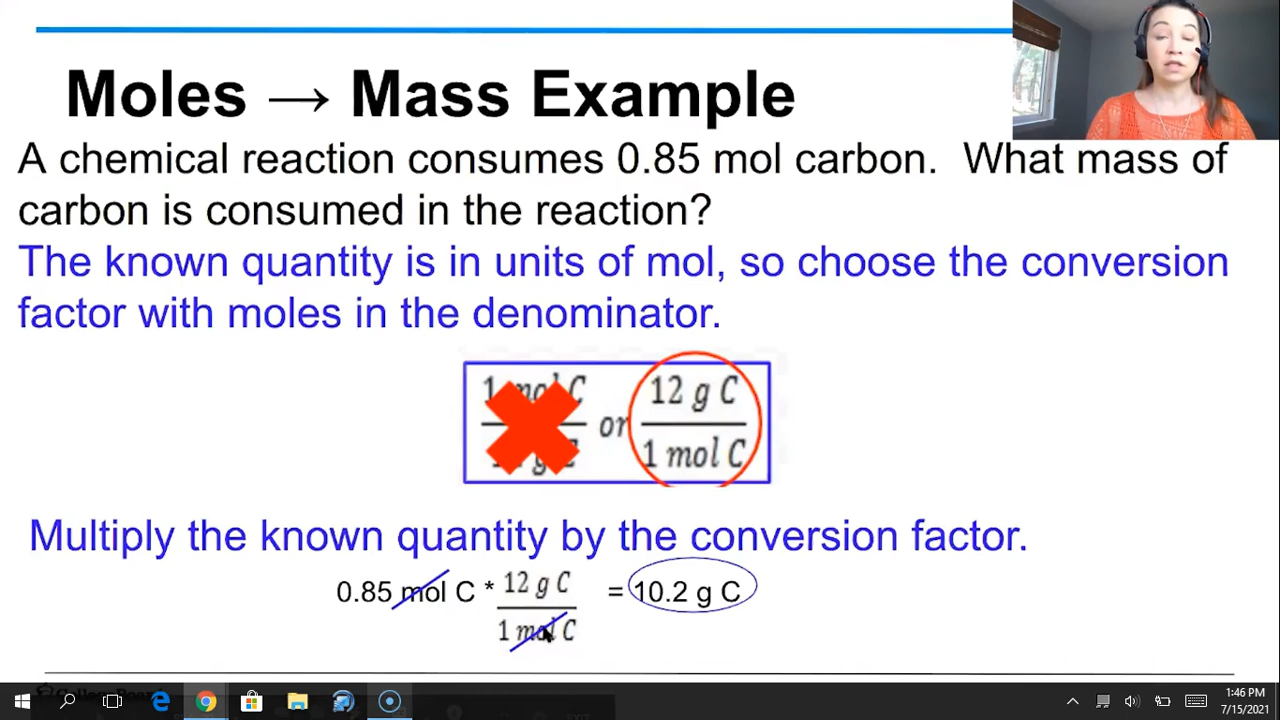 Moles → Mass Example
A chemical reaction consumes 0.85 mol carbon. What mass of
carbon is consumed in the reaction?
The known quantity is in units of mol, so choose the conversion
factor with moles in the denominator.
1 mol C
or
12 g C
1 mol C
Multiply the known quantity by the conversion factor.
0.85 mol C * 12 g C = 10.2 g C
1 mol C
1:46 PM
7/15/2021